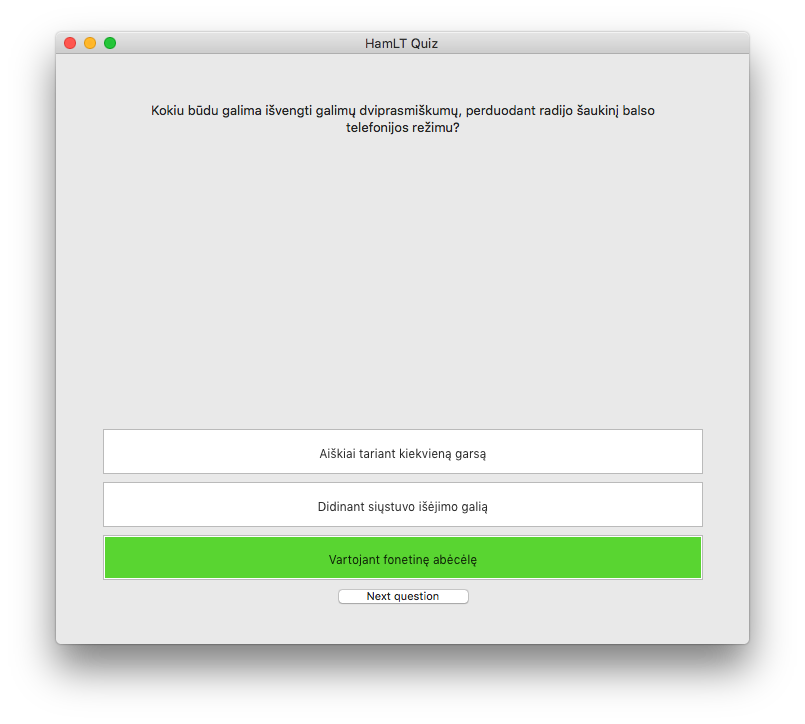 HamLT Quiz
Kokiu būdu galima išvengti galimų dviprasmiškumų, perduodant radijo šaukinį balso
telefonijos režimu?
Aiškiai tariant kiekvieną garsą
Didinant siųstuvo išėjimo galią
Vartojant fonetinę abėcėlę
Next question